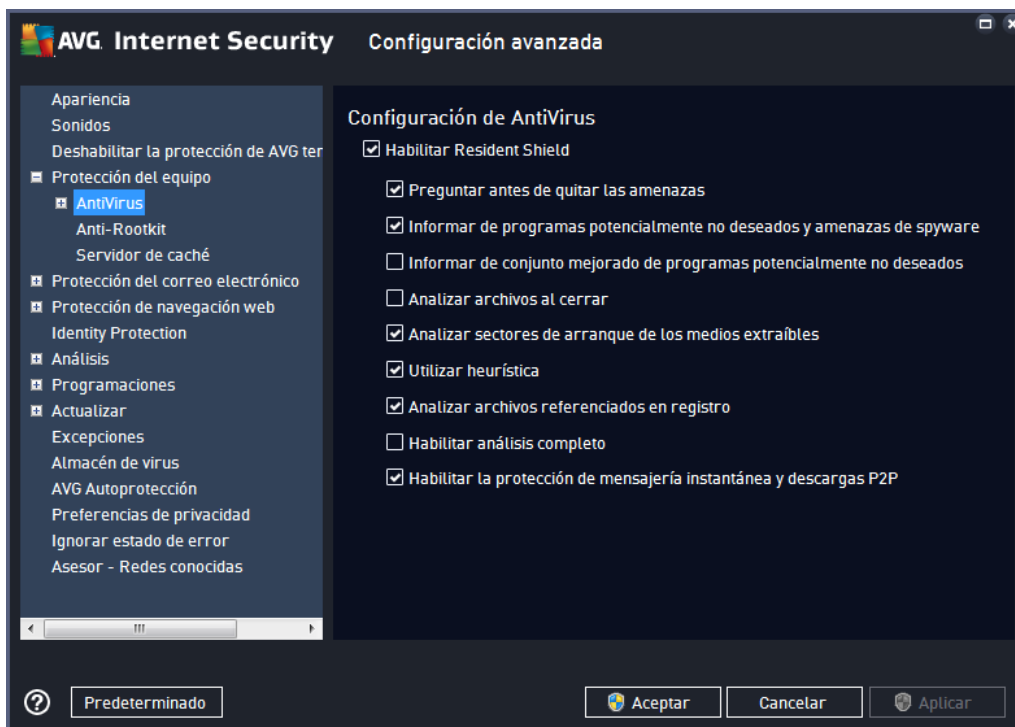 AVG. Internet Security Configuración avanzada
Apariencia
Sonidos
Deshabilitar la protección de AVG ter
Protección del equipo
AntiVirus
Anti-Rootkit
Servidor de caché
Protección del correo electrónico
Protección de navegación web
Identity Protection
Análisis
Programaciones
Actualizar
Excepciones
Almacén de virus
AVG Autoprotección
Preferencias de privacidad
Ignorar estado de error
Asesor - Redes conocidas
Configuración de AntiVirus
Habilitar Resident Shield
Preguntar antes de quitar las amenazas
Informar de programas potencialmente no deseados y amenazas de spyware
Informar de conjunto mejorado de programas potencialmente no deseados
Analizar archivos al cerrar
Analizar sectores de arranque de los medios extraíbles
Utilizar heurística
Analizar archivos referenciados en registro
Habilitar análisis completo
Habilitar la protección de mensajería instantánea y descargas P2P
? Predeterminado Aceptar Cancelar Aplicar